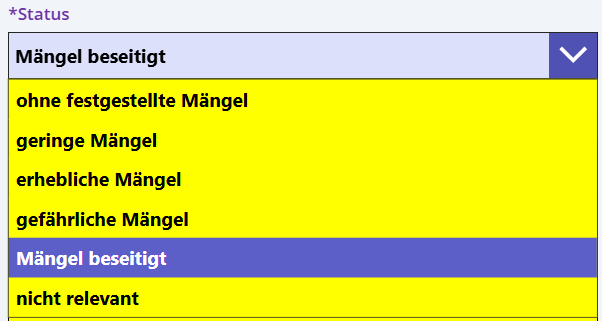 *Status
Mängel beseitigt
ohne festgestellte Mängel
geringe Mängel
erhebliche Mängel
gefährliche Mängel
Mängel beseitigt
nicht relevant